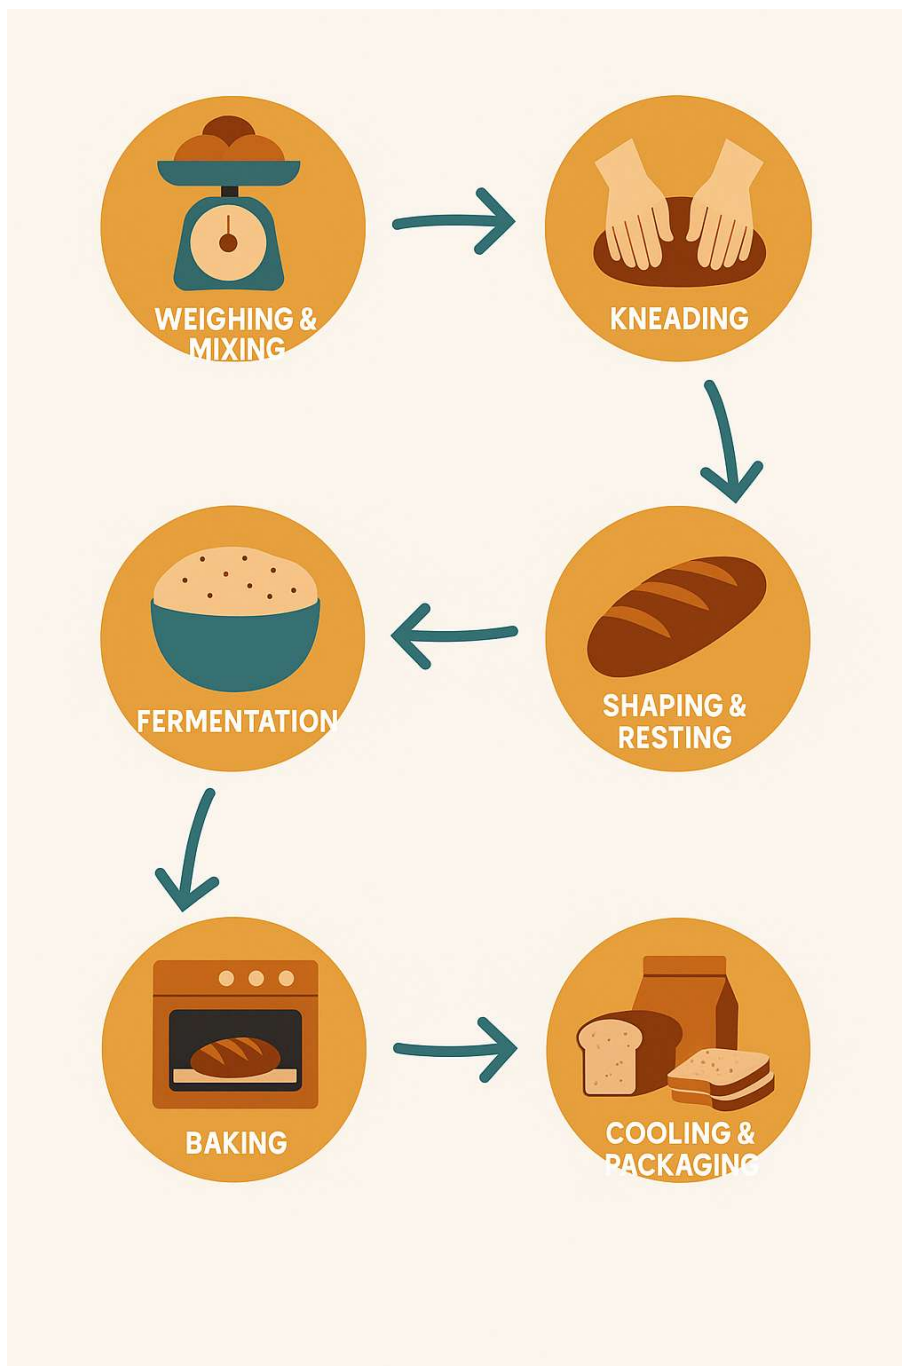 WEIGHING &
MIXING
KNEADING
SHAPING &
RESTING
FERMENTATION
BAKING
COOLING &
PACKAGING